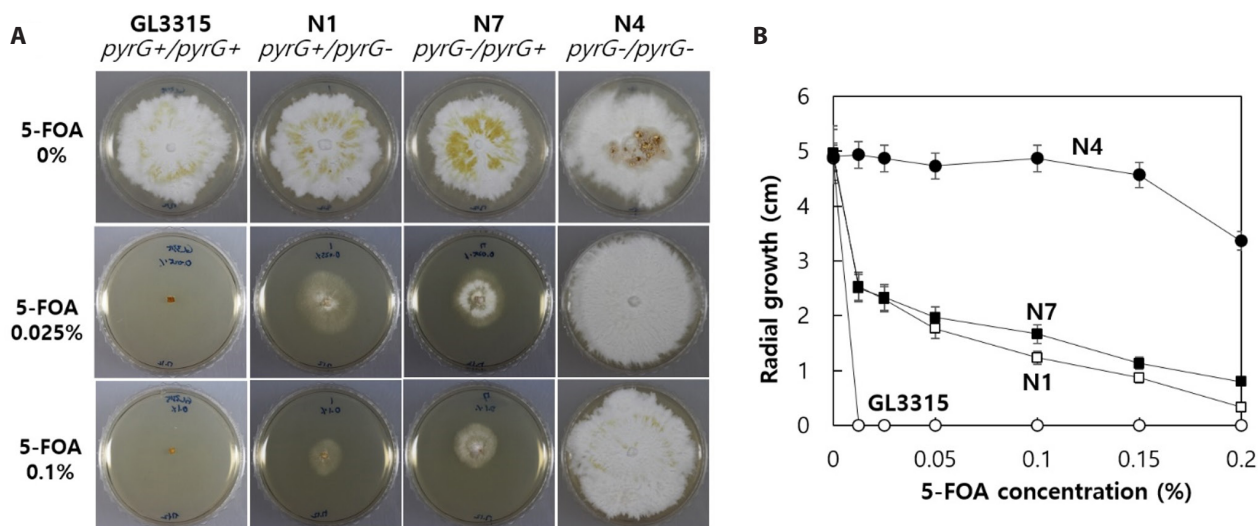 A
GL3315
pyrG+/pyrG+
N1
pyrG+/pyrG-
N7
pyrG-/pyrG+
N4
pyrG-/pyrG-
5-FOA
0%
5-FOA
0.025%
5-FOA
0.1%
B
Radial growth (cm)
6
5
4
3
2
1
0
N4
N7
N1
GL3315
0
0.05
0.1
0.15
0.2
5-FOA concentration (%)